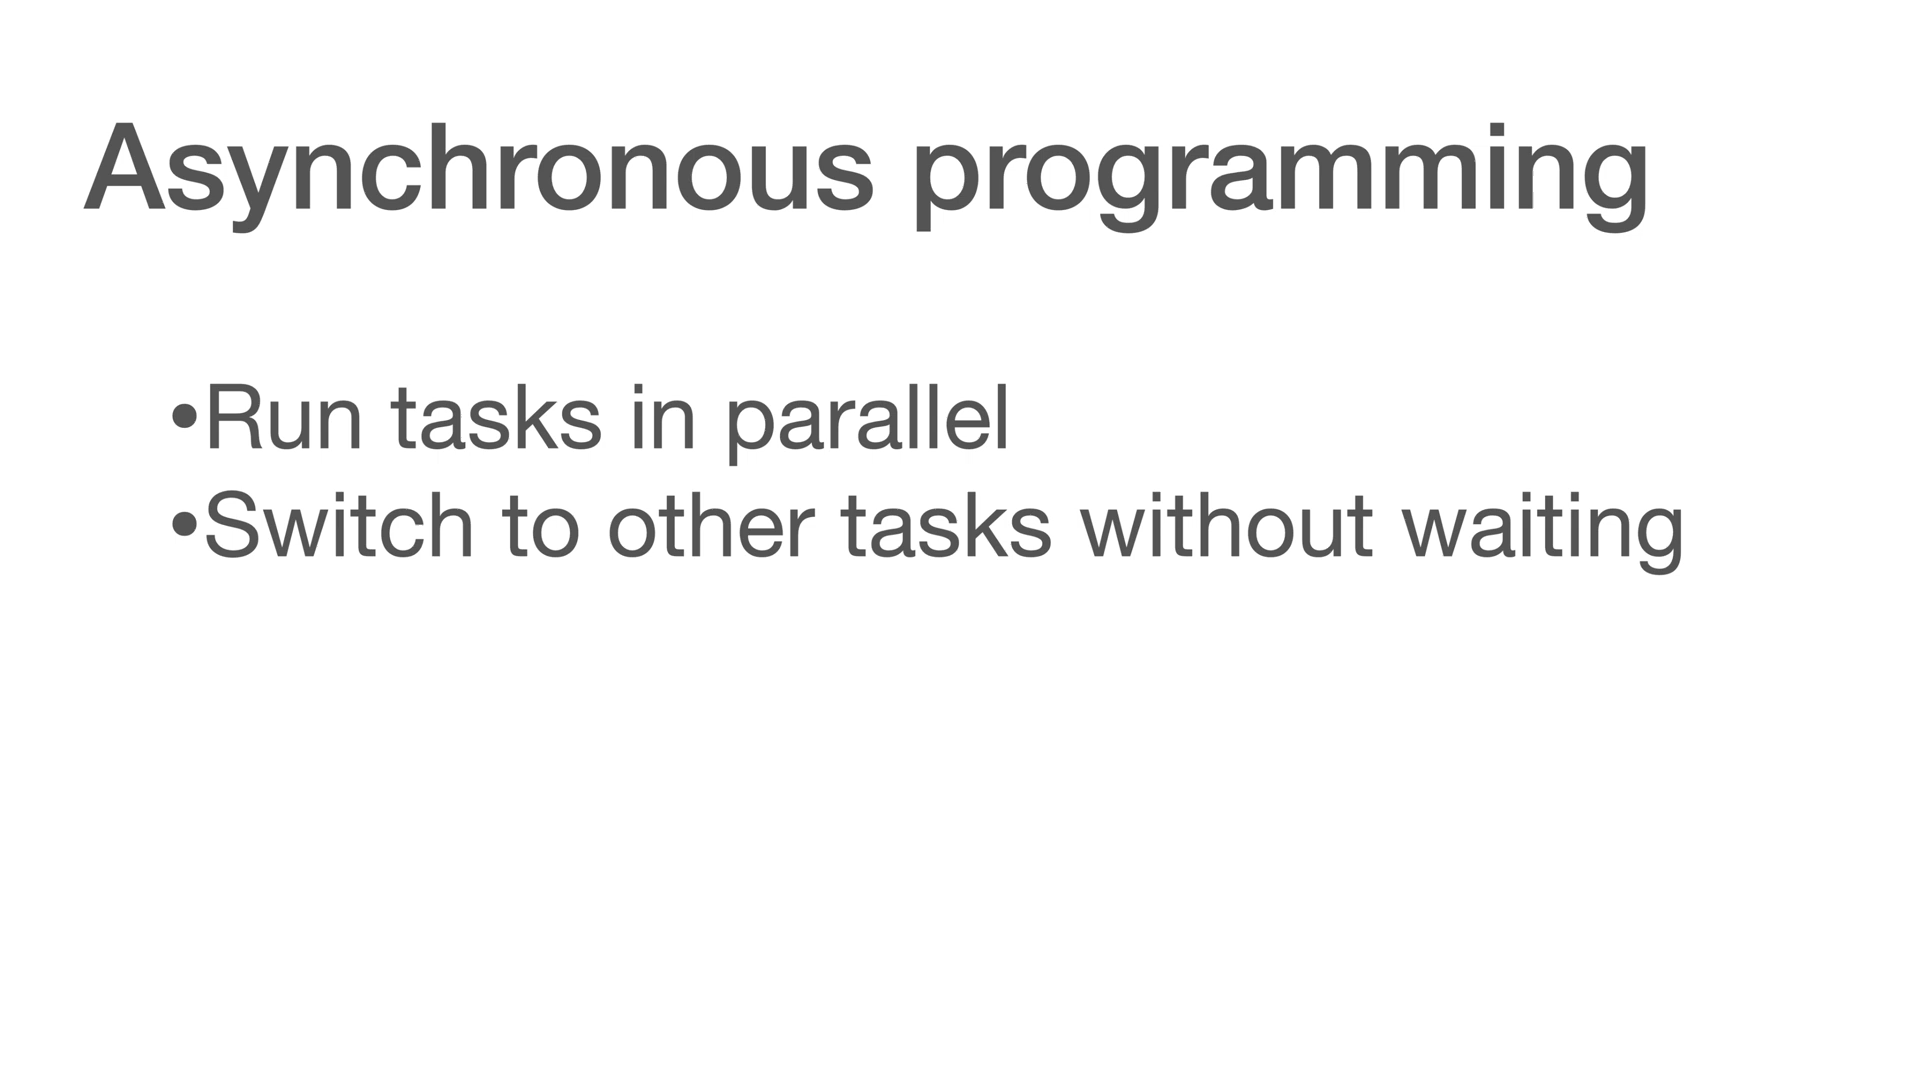 Asynchronous programming
•Run tasks in parallel
•Switch to other tasks without waiting